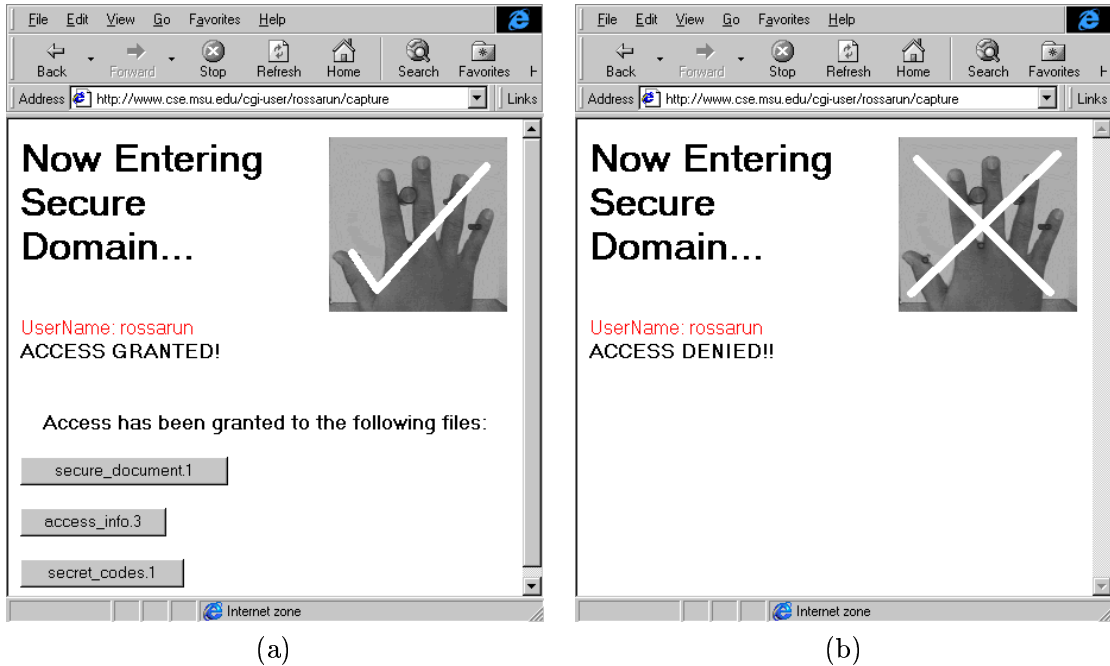 File Edit View Go Favorites Help
Back Forward Stop Refresh Home Search Favorites H
Address http://www.cse.msu.edu/cgi-user/rossarun/capture Links
Now Entering
Secure
Domain...
UserName: rossarun
ACCESS GRANTED!
Access has been granted to the following files:
secure_document.1
access_info.3
secret_codes.1
Internet zone
(a)
File Edit View Go Favorites Help
Back Forward Stop Refresh Home Search Favorites H
Address http://www.cse.msu.edu/cgi-user/rossarun/capture Links
Now Entering
Secure
Domain...
UserName: rossarun
ACCESS DENIED!!
Internet zone
(b)